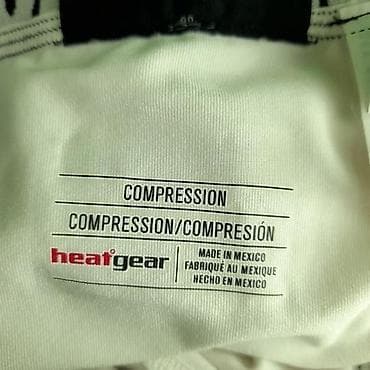 COMPRESSION
COMPRESSION/COMPRESIÓN
heatgear
MADE IN MEXICO
FABRIQUÉ AU MEXIQUE
HECHO EN MEXICO